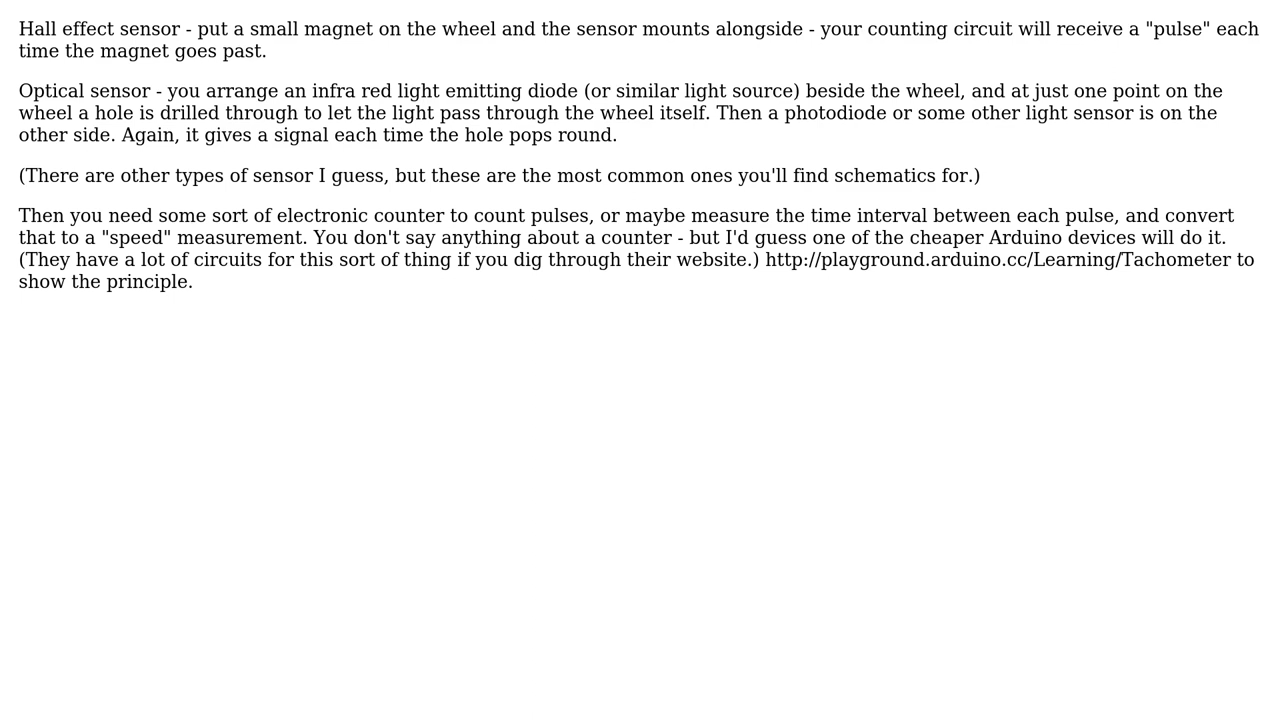 Hall effect sensor - put a small magnet on the wheel and the sensor mounts alongside - your counting circuit will receive a "pulse" each
time the magnet goes past.
Optical sensor - you arrange an infra red light emitting diode (or similar light source) beside the wheel, and at just one point on the
wheel a hole is drilled through to let the light pass through the wheel itself. Then a photodiode or some other light sensor is on the
other side. Again, it gives a signal each time the hole pops round.
(There are other types of sensor I guess, but these are the most common ones you'll find schematics for.)
Then you need some sort of electronic counter to count pulses, or maybe measure the time interval between each pulse, and convert
that to a "speed" measurement. You don't say anything about a counter - but I'd guess one of the cheaper Arduino devices will do it.
(They have a lot of circuits for this sort of thing if you dig through their website.) http://playground.arduino.cc/Learning/Tachometer to
show the principle.